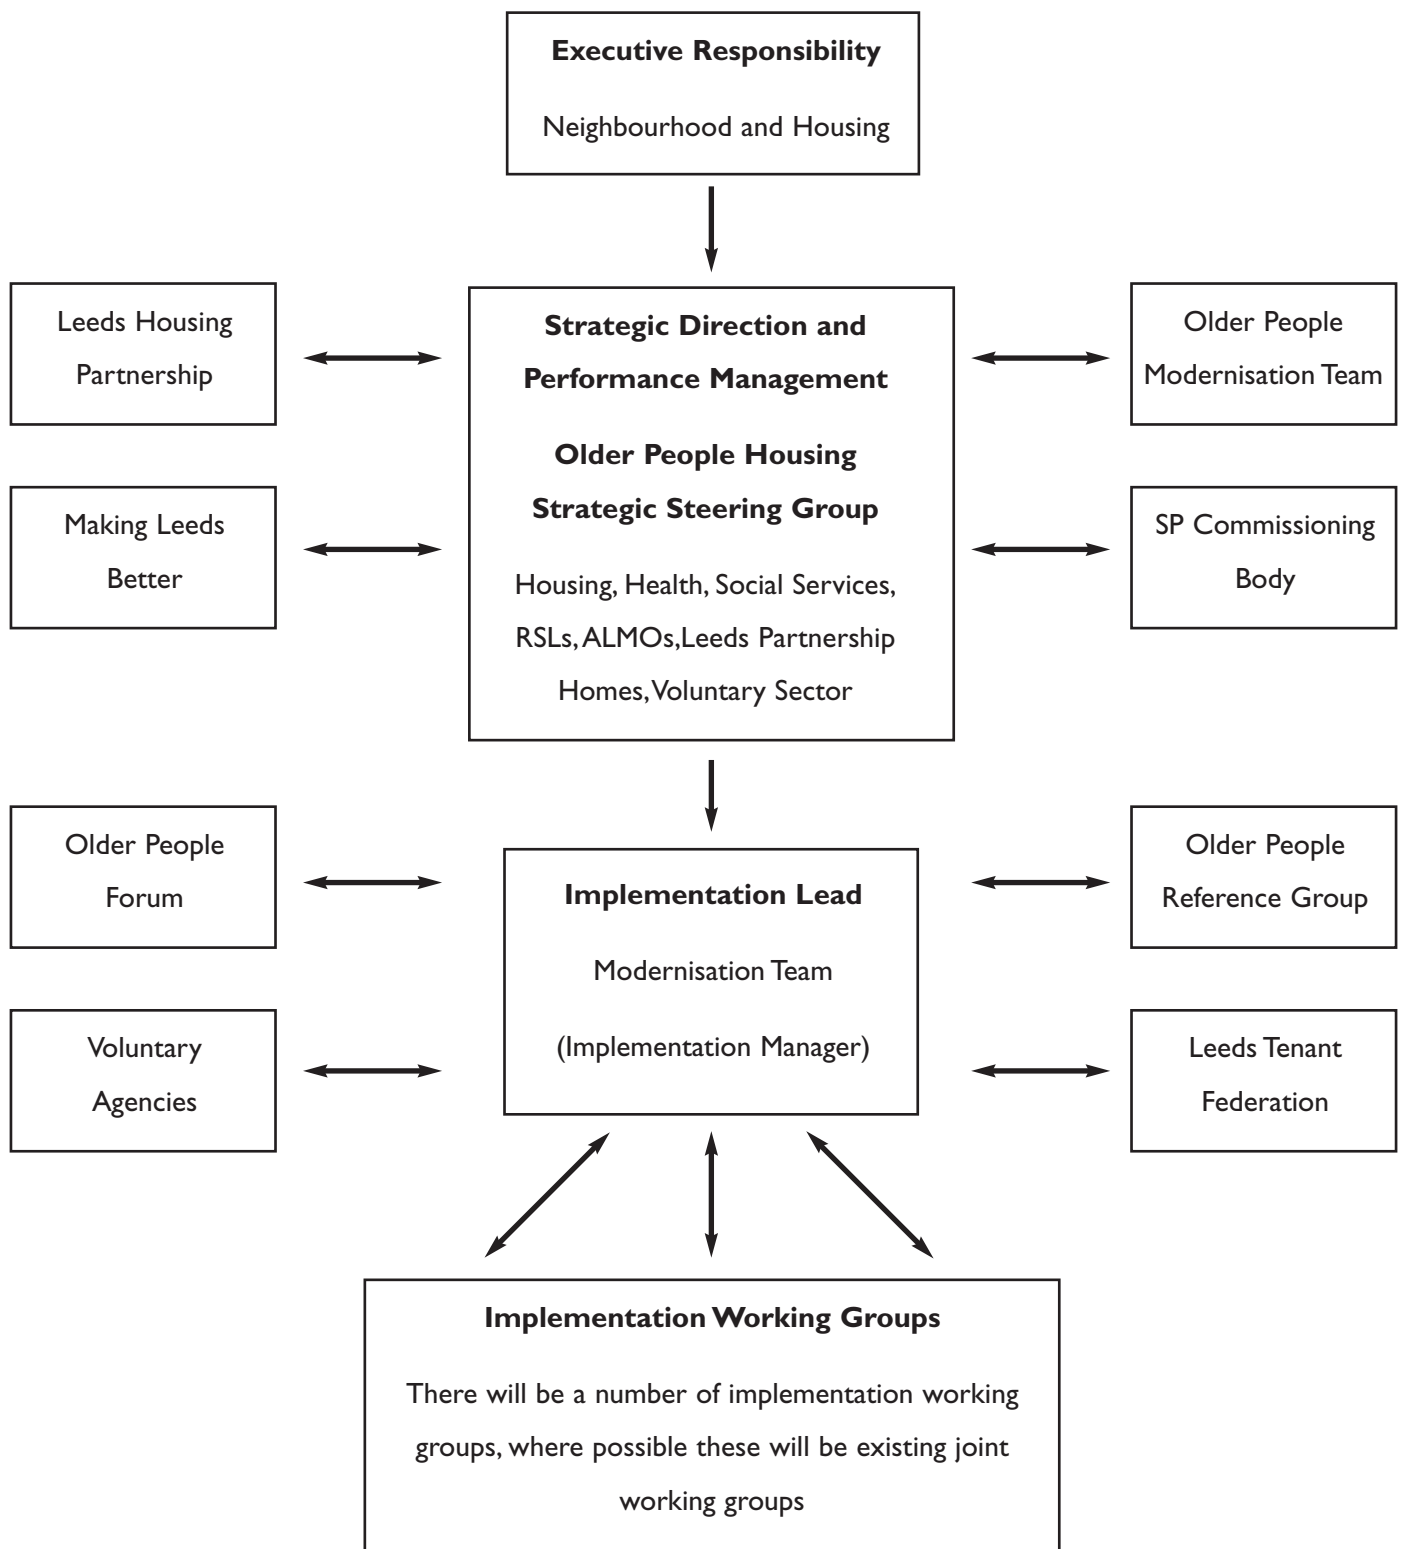 Executive Responsibility
Neighbourhood and Housing
Leeds Housing
Partnership
Strategic Direction and
Performance Management
Older People Housing
Strategic Steering Group
Housing, Health, Social Services,
RSLs, ALMOs,Leeds Partnership
Homes, Voluntary Sector
Older People
Modernisation Team
Making Leeds
Better
SP Commissioning
Body
Older People
Forum
Implementation Lead
Modernisation Team
(Implementation Manager)
Older People
Reference Group
Voluntary
Agencies
Leeds Tenant
Federation
Implementation Working Groups
There will be a number of implementation working
groups, where possible these will be existing joint
working groups